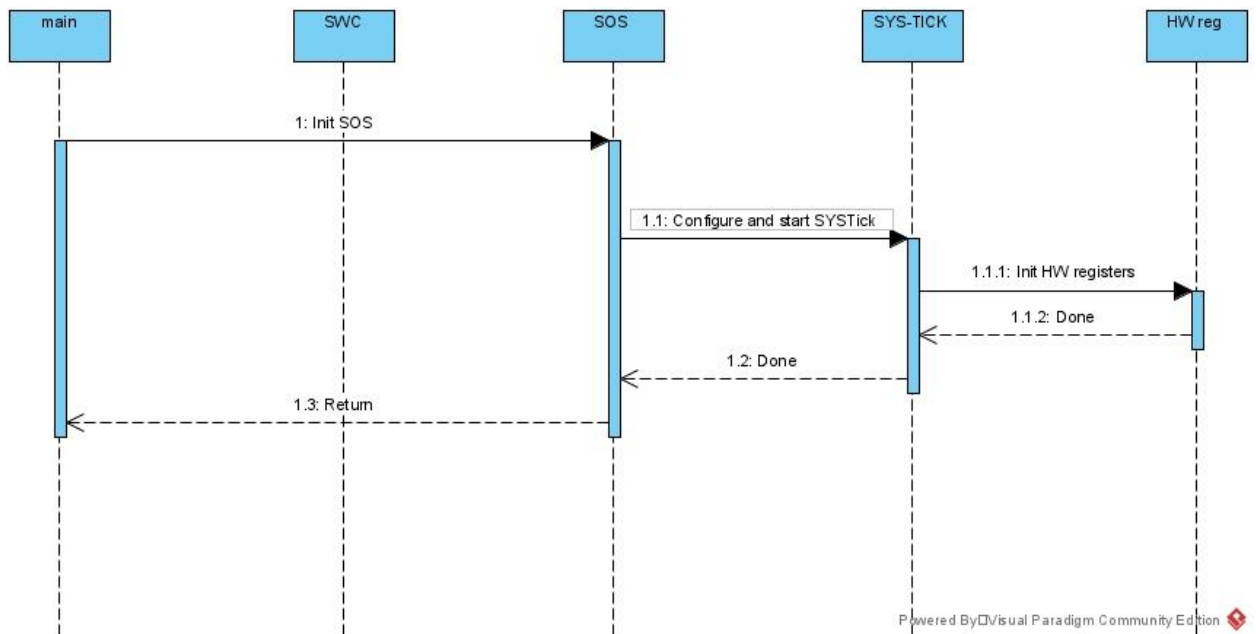 main
SWC
SOS
SYS-TICK
HW reg
1: Init SOS
1.1: Configure and start SYSTick
1.1.1: Init HW registers
1.1.2: Done
1.2: Done
1.3: Return
Powered By□Visual Paradigm Community Edition